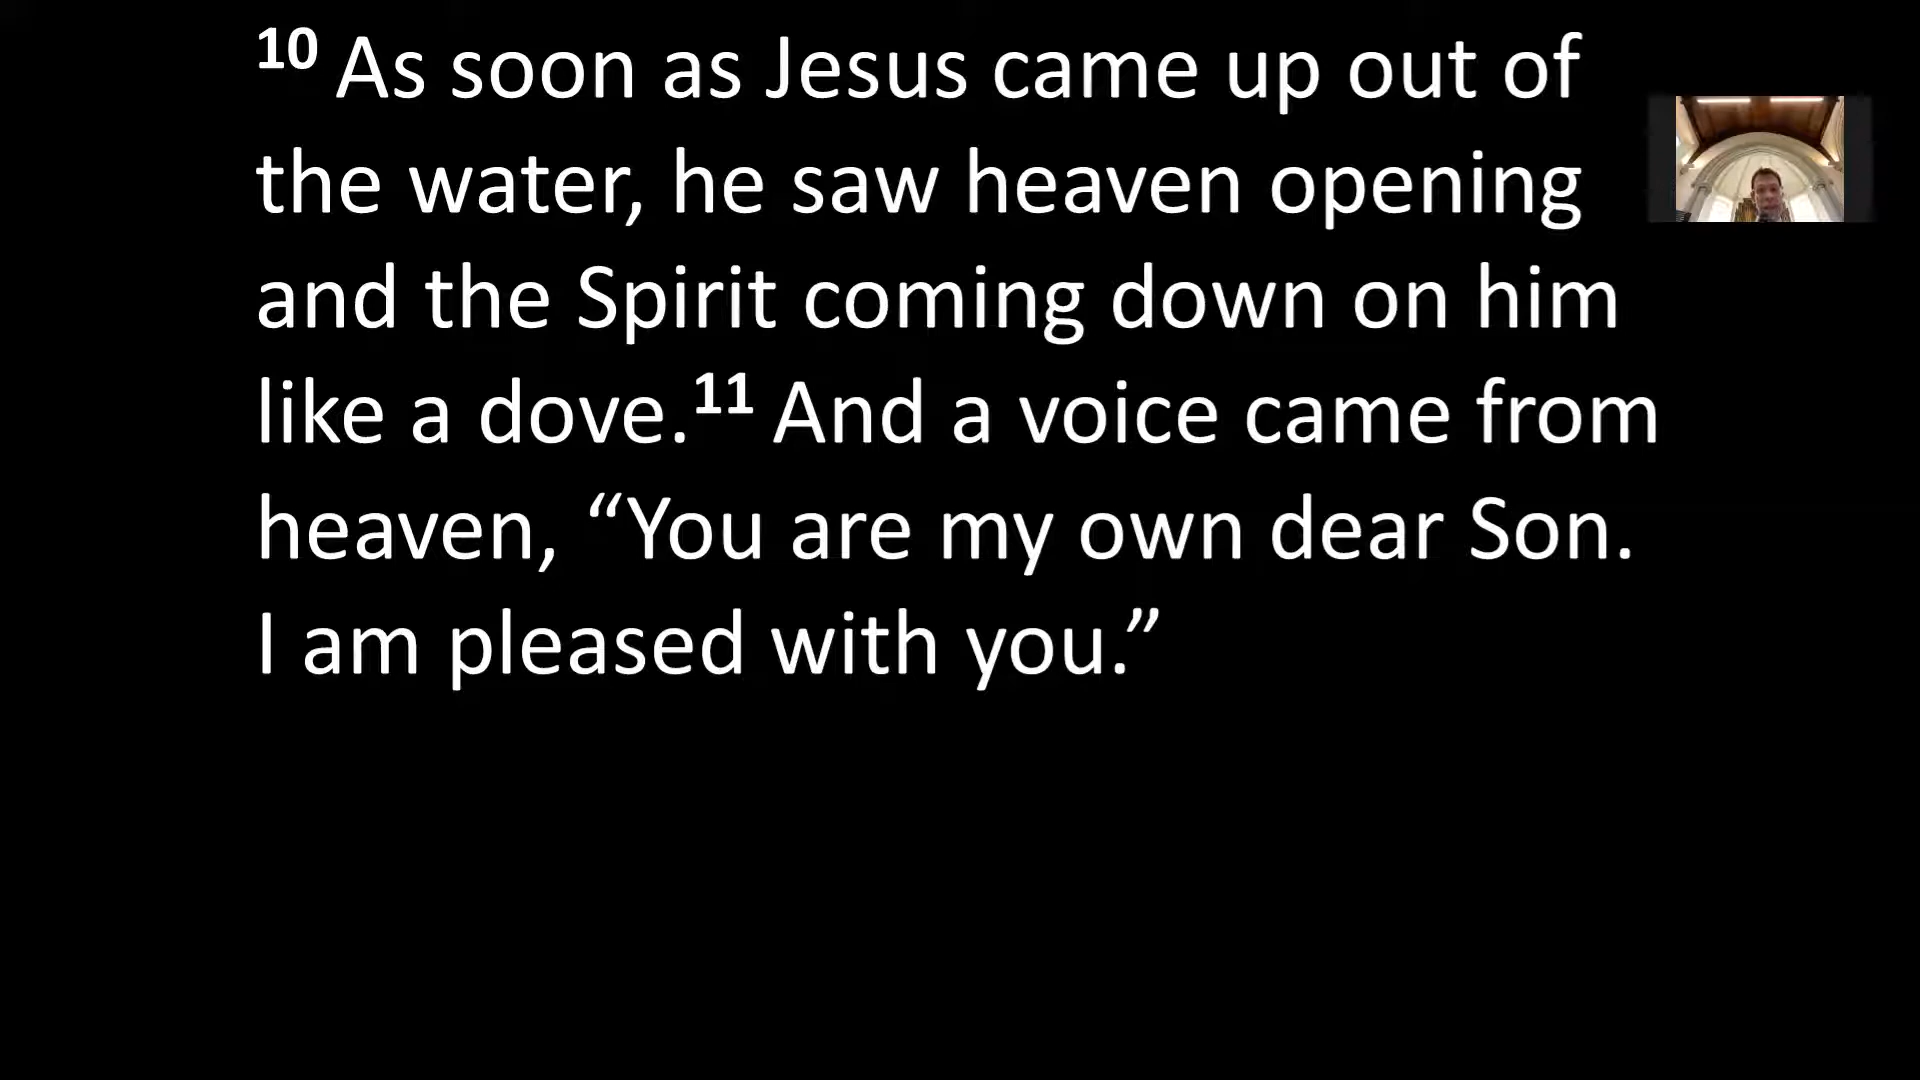 10 As soon as Jesus came up out of
the water, he saw heaven opening
and the Spirit coming down on him
like a dove.11 And a voice came from
heaven, “You are my own dear Son.
I am pleased with you.”